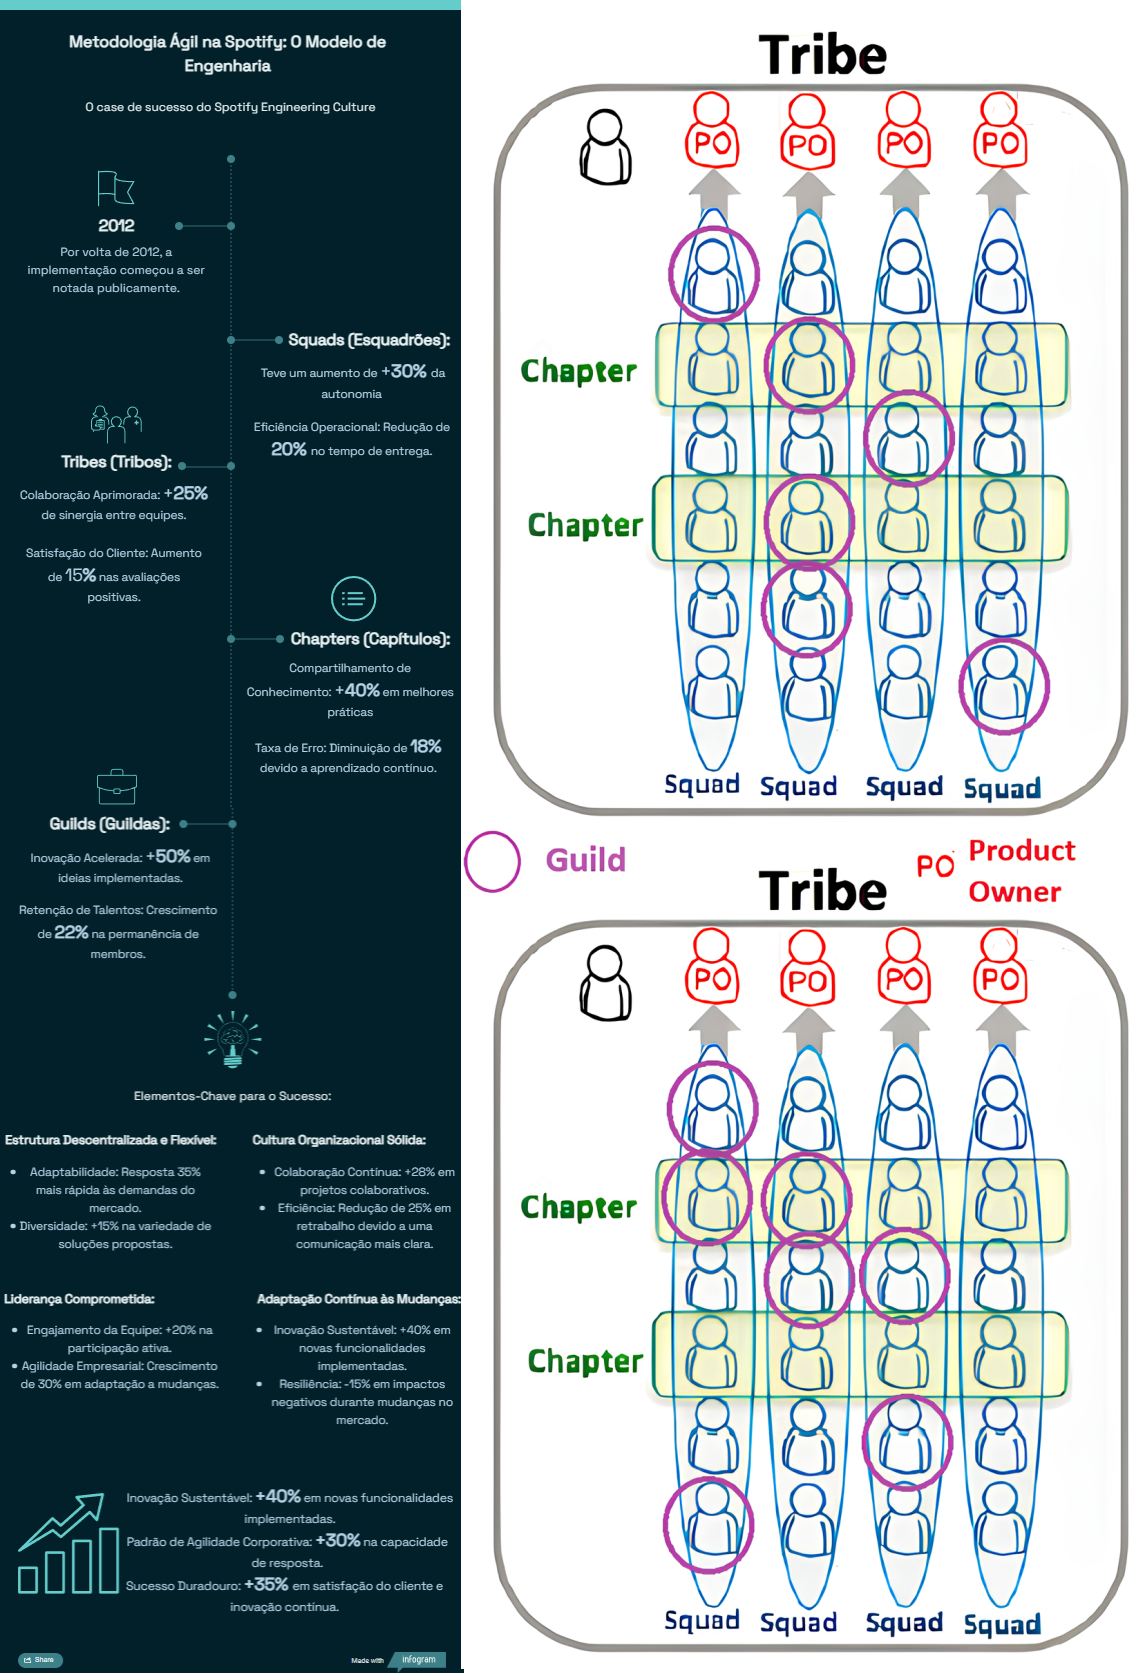 Metodologia Ágil na Spotify: O Modelo de
Engenharia
O case de sucesso do Spotify Engineering Culture
2012
Por volta de 2012, a
implementação começou a ser
notada publicamente.
Squads (Esquadrões):
Teve um aumento de +30% da
autonomia
Eficiência Operacional: Redução de
20% no tempo de entrega.
Tribes (Tribos):
Colaboração Aprimorada: +25%
de sinergia entre equipes.
Satisfação do Cliente: Aumento
de 15% nas avaliações
positivas.
Chapters (Capítulos):
Compartilhamento de
Conhecimento: +40% em melhores
práticas
Taxa de Erro: Diminuição de 18%
devido a aprendizado contínuo.
Guilds (Guildas):
Inovação Acelerada: +50% em
ideias implementadas.
Retenção de Talentos: Crescimento
de 22% na permanência de
membros.
Elementos-Chave para o Sucesso:
Estrutura Descentralizada e Flexível:
• Adaptabilidade: Resposta 35%
mais rápida às demandas do
mercado.
• Diversidade: +15% na variedade de
soluções propostas.
Cultura Organizacional Sólida:
• Colaboração Contínua: +28% em
projetos colaborativos.
• Eficiência: Redução de 25% em
retrabalho devido a uma
comunicação mais clara.
Liderança Comprometida:
• Engajamento da Equipe: +20% na
participação ativa.
• Agilidade Empresarial: Crescimento
de 30% em adaptação a mudanças.
Adaptação Contínua às Mudanças:
• Inovação Sustentável: +40% em
novas funcionalidades
implementadas.
• Resiliência: -15% em impactos
negativos durante mudanças no
mercado.
Inovação Sustentável: +40% em novas funcionalidades
implementadas.
Padrão de Agilidade Corporativa: +30% na capacidade
de resposta.
Sucesso Duradouro: +35% em satisfação do cliente e
inovação contínua.
Share
Made with infogram
Tribe
PO PO PO PO
Chapter
Chapter
Squad Squad Squad Squad
Guild
PO Product
Owner
Tribe
PO PO PO PO
Chapter
Chapter
Squad Squad Squad Squad